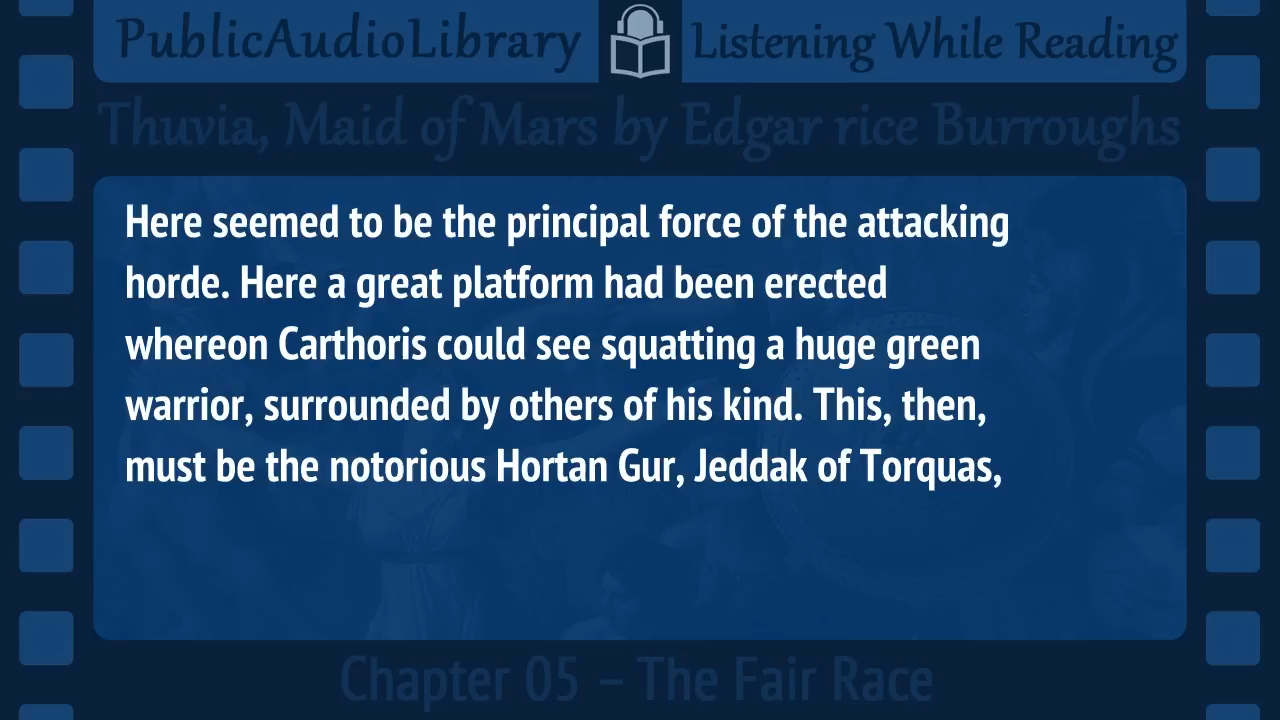 PublicAudioLibrary Listening While Reading
Thuvia, Maid of Mars by Edgar rice Burroughs
Here seemed to be the principal force of the attacking
horde. Here a great platform had been erected
whereon Carthoris could see squatting a huge green
warrior, surrounded by others of his kind. This, then,
must be the notorious Hortan Gur, Jeddak of Torquas,
Chapter 05 – The Fair Race